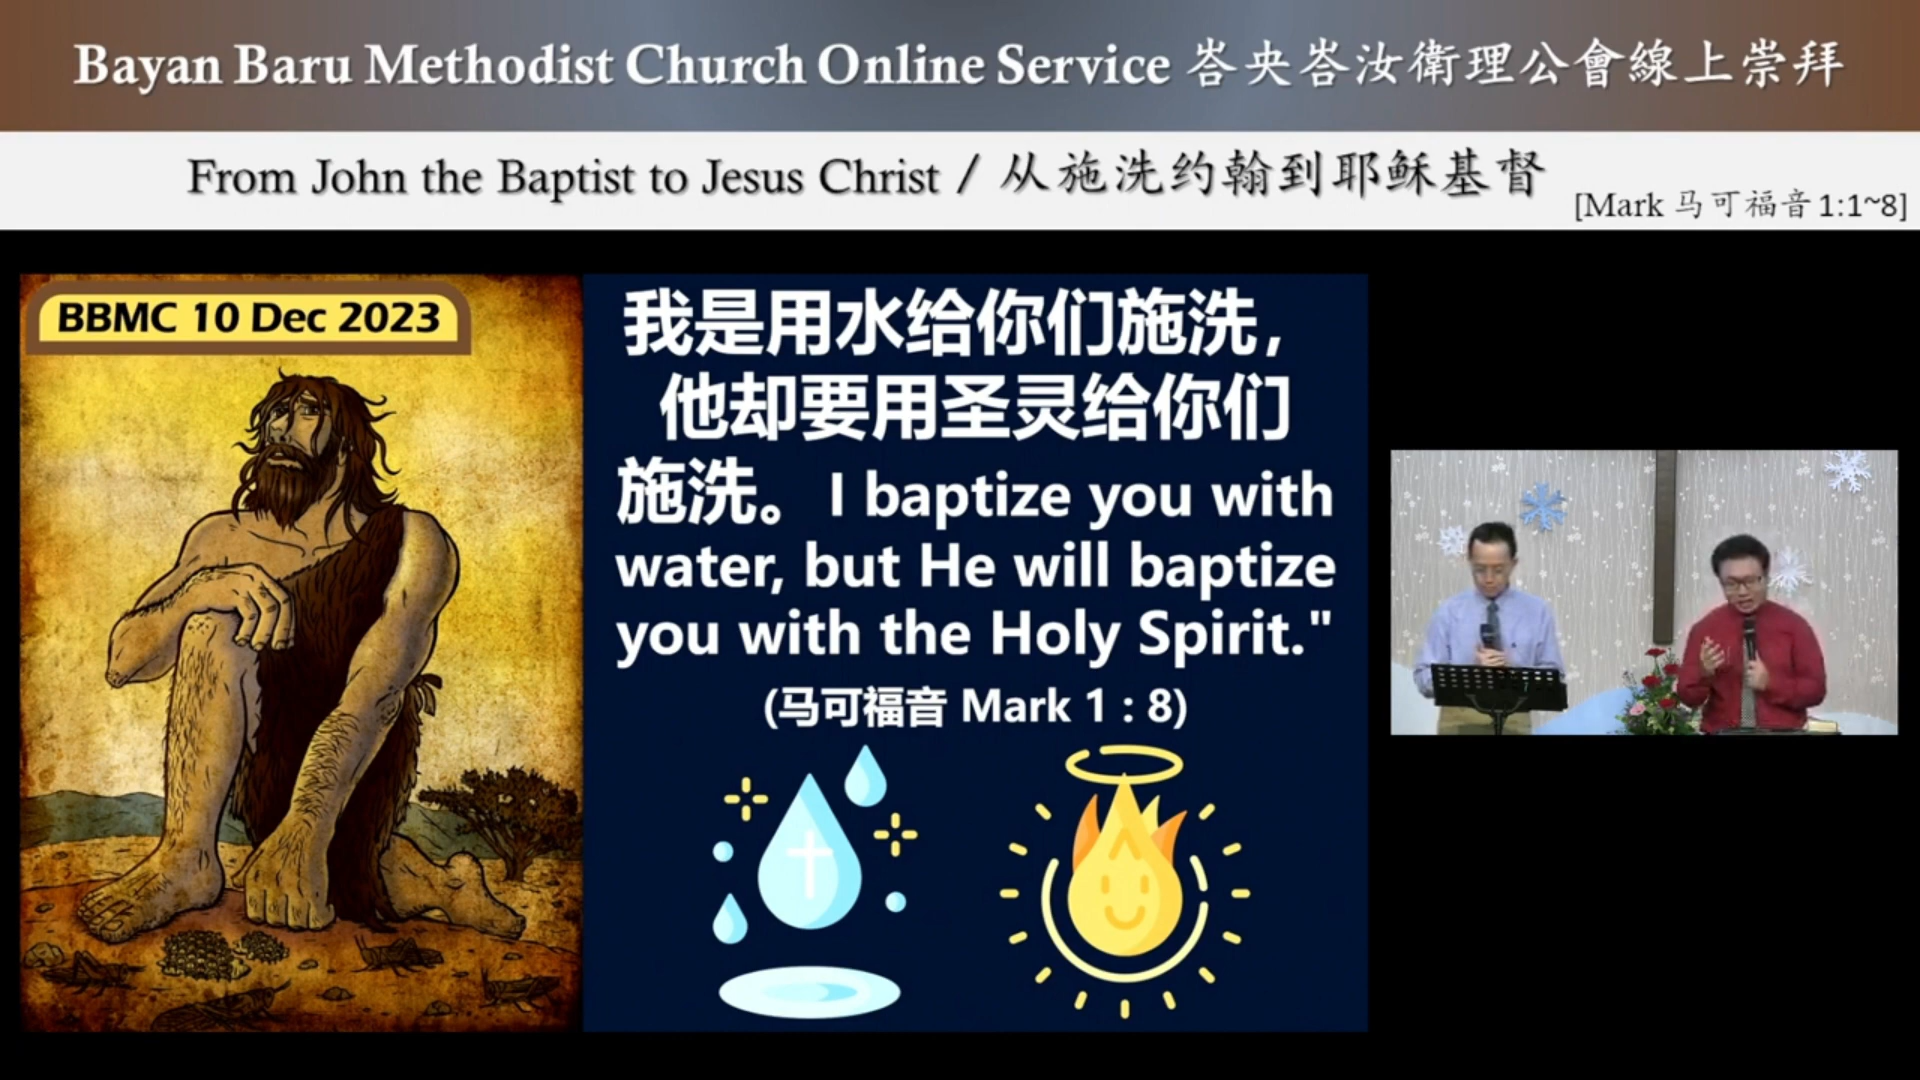 Bayan Baru Methodist Church Online Service 峇央峇汝衛理公會線上崇拜
From John the Baptist to Jesus Christ / 从施洗约翰到耶稣基督
[Mark 马可福音1:1~8]
BBMC 10 Dec 2023
我是用水给你们施洗，
他却要用圣灵给你们
施洗。 I baptize you with
water, but He will baptize
you with the Holy Spirit."
(马可福音 Mark 1 : 8)